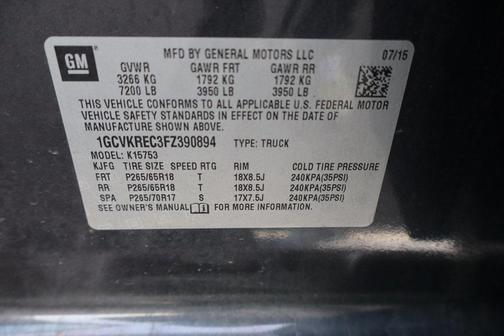 GM MFD BY GENERAL MOTORS LLC 07/15
GVWR GAWR FRT GAWR RR
3266 KG 1792 KG 1792 KG
7200 LB 3950 LB 3950 LB
THIS VEHICLE CONFORMS TO ALL APPLICABLE U.S. FEDERAL MOTOR
VEHICLE SAFETY STANDARDS IN EFFECT ON THE DATE OF
MANUFACTURE SHOWN ABOVE.
1GCVKREC3FZ390894 TYPE: TRUCK
MODEL: K15753
KJFG TIRE SIZE SPEED RTG RIM COLD TIRE PRESSURE
FRT P265/65R18 T 18X8.5J 240KPA(35PSI)
RR P265/65R18 T 18X8.5J 240KPA(35PSI)
SPA P265/70R17 S 17X7.5J 240KPA(35PSI)
SEE OWNER'S MANUAL FOR MORE INFORMATION.